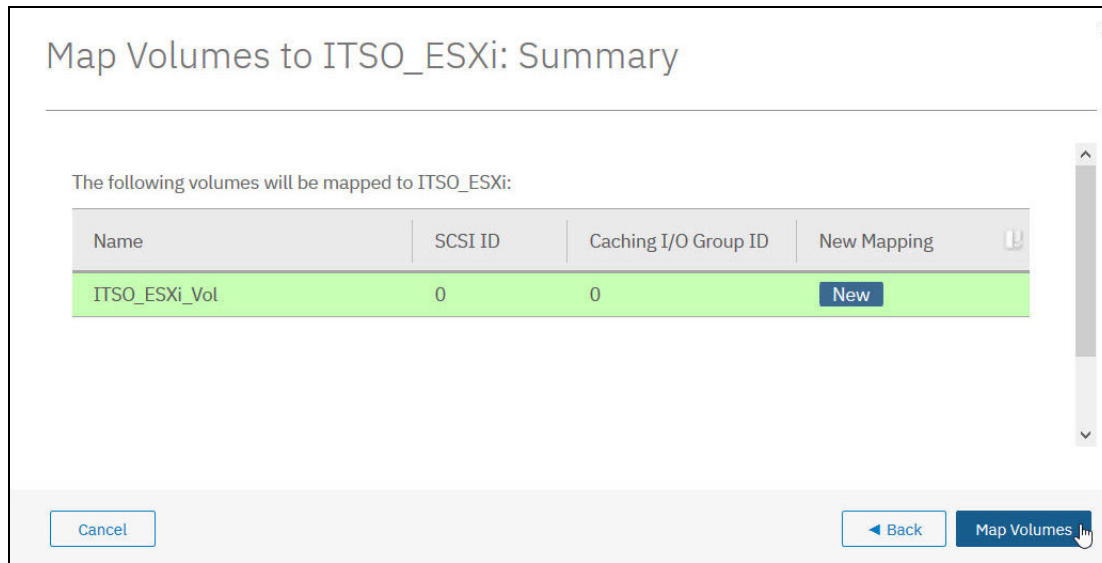 Map Volumes to ITSO_ESXi: Summary
The following volumes will be mapped to ITSO_ESXi:
Name SCSI ID Caching I/O Group ID New Mapping
ITSO_ESXi_Vol 0 0 New
Cancel ◄ Back Map Volumes